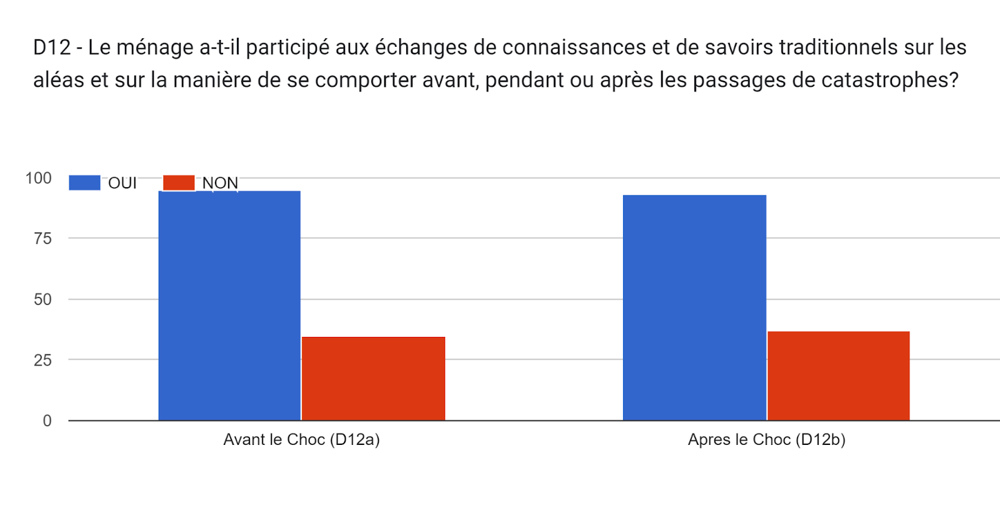 D12 - Le ménage a-t-il participé aux échanges de connaissances et de savoirs traditionnels sur les
aléas et sur la manière de se comporter avant, pendant ou après les passages de catastrophes?
100
OUI NON
75
50
25
0
Avant le Choc (D12a) Apres le Choc (D12b)